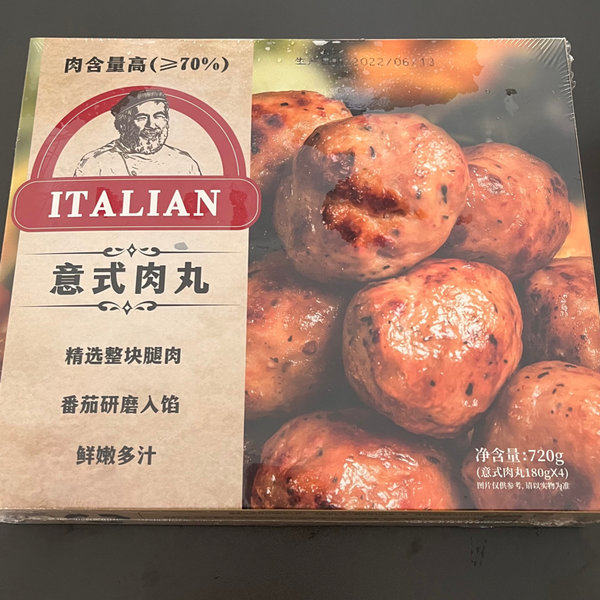 肉含量高(≥70%)
2022/06/13
ITALIAN
意式肉丸
精选整块腿肉
番茄研磨入馅
鲜嫩多汁
净含量:720g
(意式肉丸180gX4)
图片仅供参考,请以实物为准